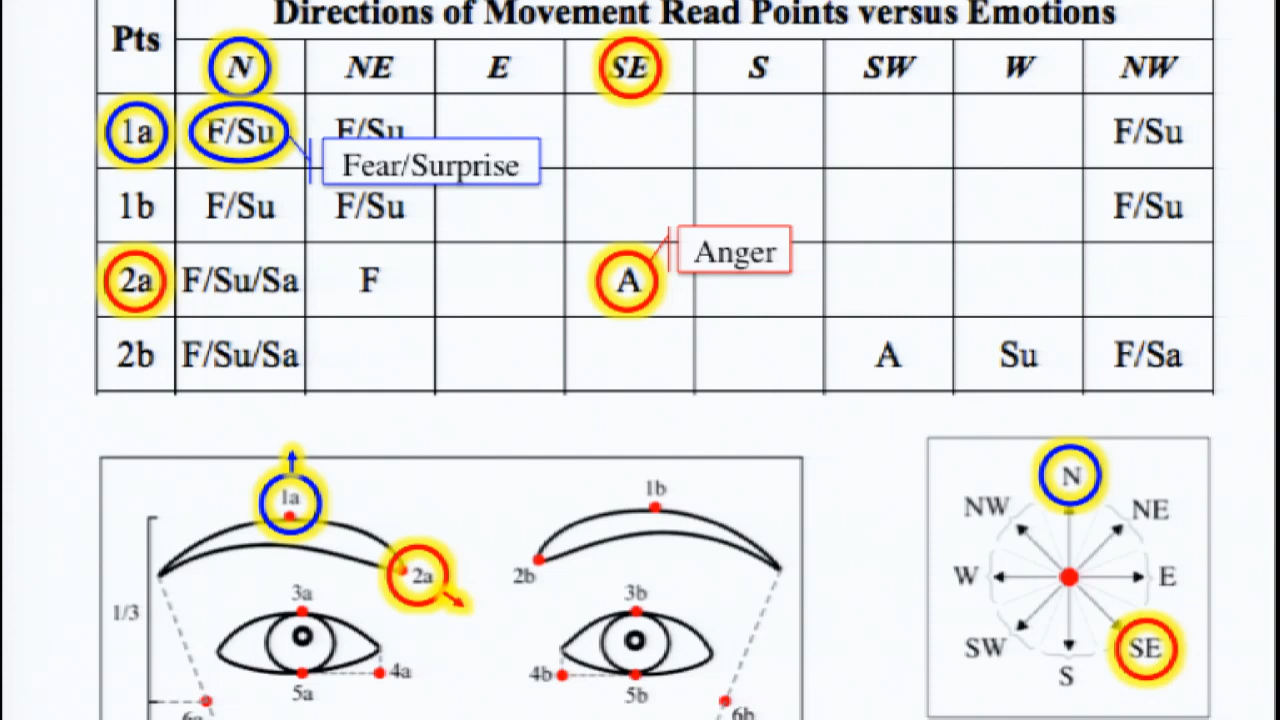 Directions of Movement Read Points versus Emotions
Pts
N NE E SE S SW W NW
1a F/Su F/Su F/Su
Fear/Surprise
1b F/Su F/Su F/Su
Anger
2a F/Su/Sa F A
2b F/Su/Sa A Su F/Sa
1a
2a
3a
1/3
4a
5a
6a
1b
2b
3b
4b
5b
6b
N
NW NE
W E
SW SE
S